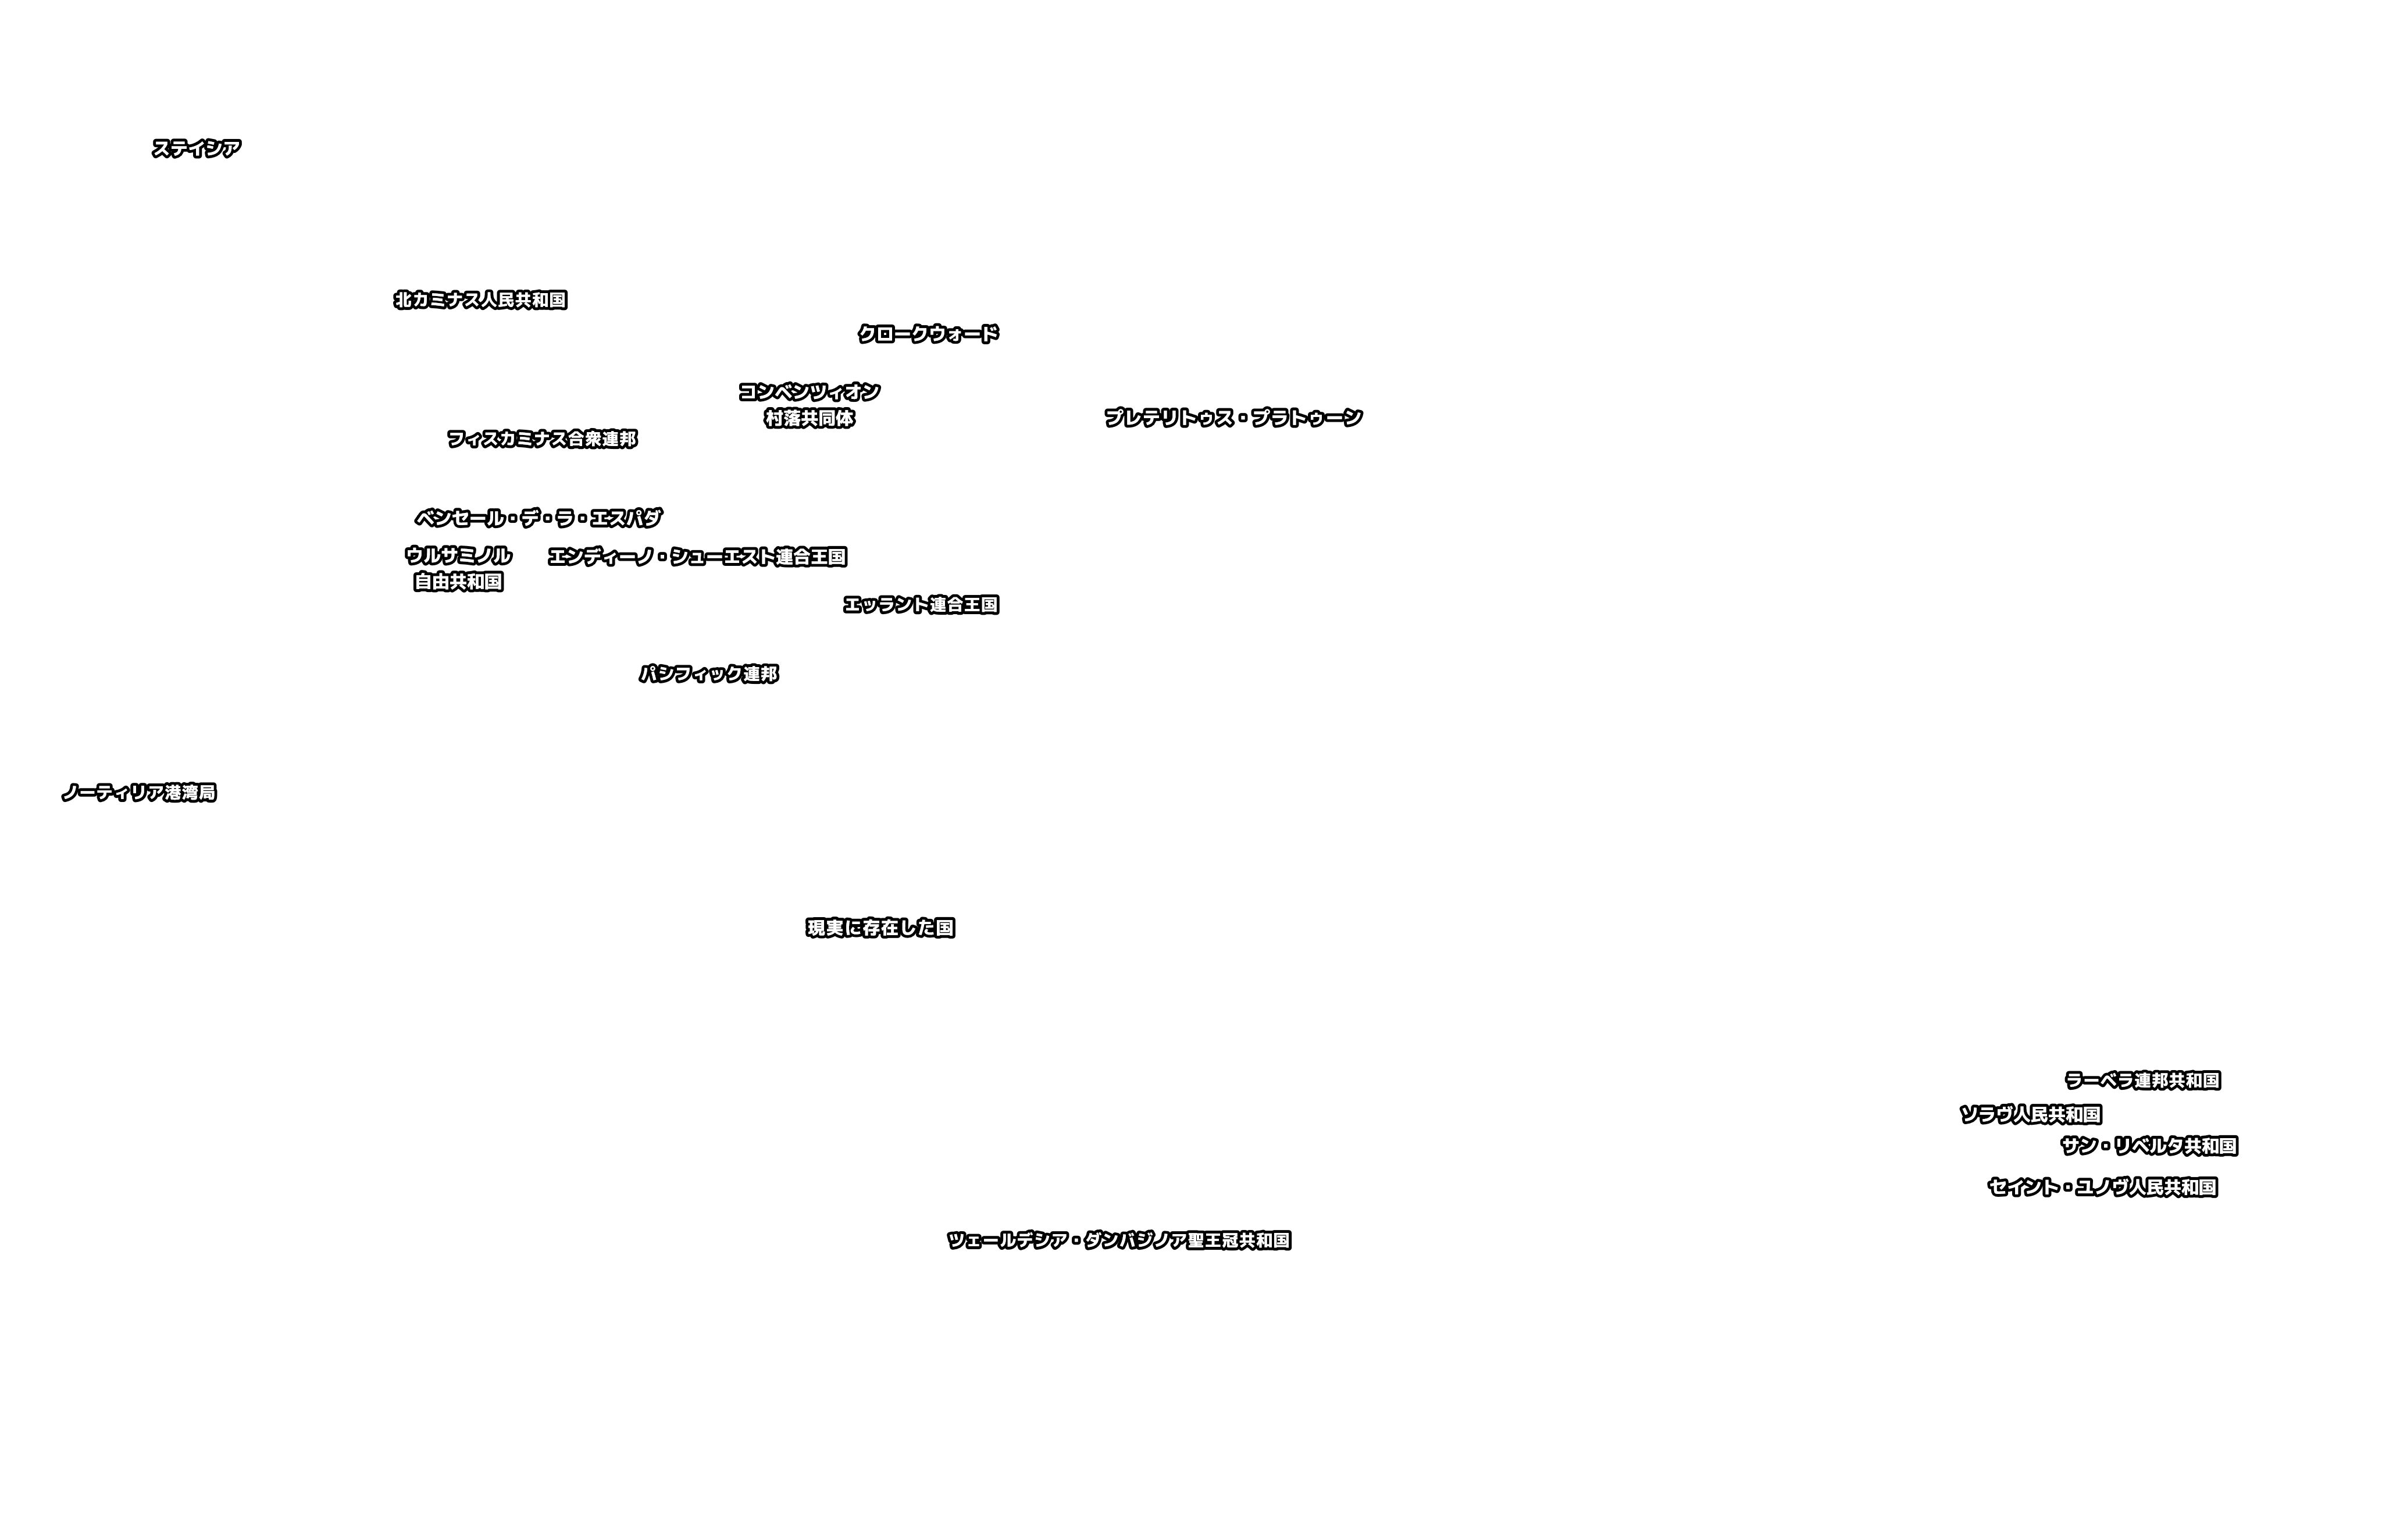 ステイシア
北カミナス人民共和国
クロークウォード
コンベンツィオン
村落共同体
プレテリトゥス・プラトゥーン
フィスカミナス合衆連邦
ベンセール・デ・ラ・エスパダ
ウルサミノル
自由共和国
エンディーノ・シューエスト連合王国
エッラント連合王国
パシフィック連邦
ノーティリア港湾局
現実に存在した国
ラーベラ連邦共和国
ソラヴ人民共和国
サン・リベルタ共和国
セイント・ユノヴ人民共和国
ツェールデシア・ダンバジノア聖王冠共和国